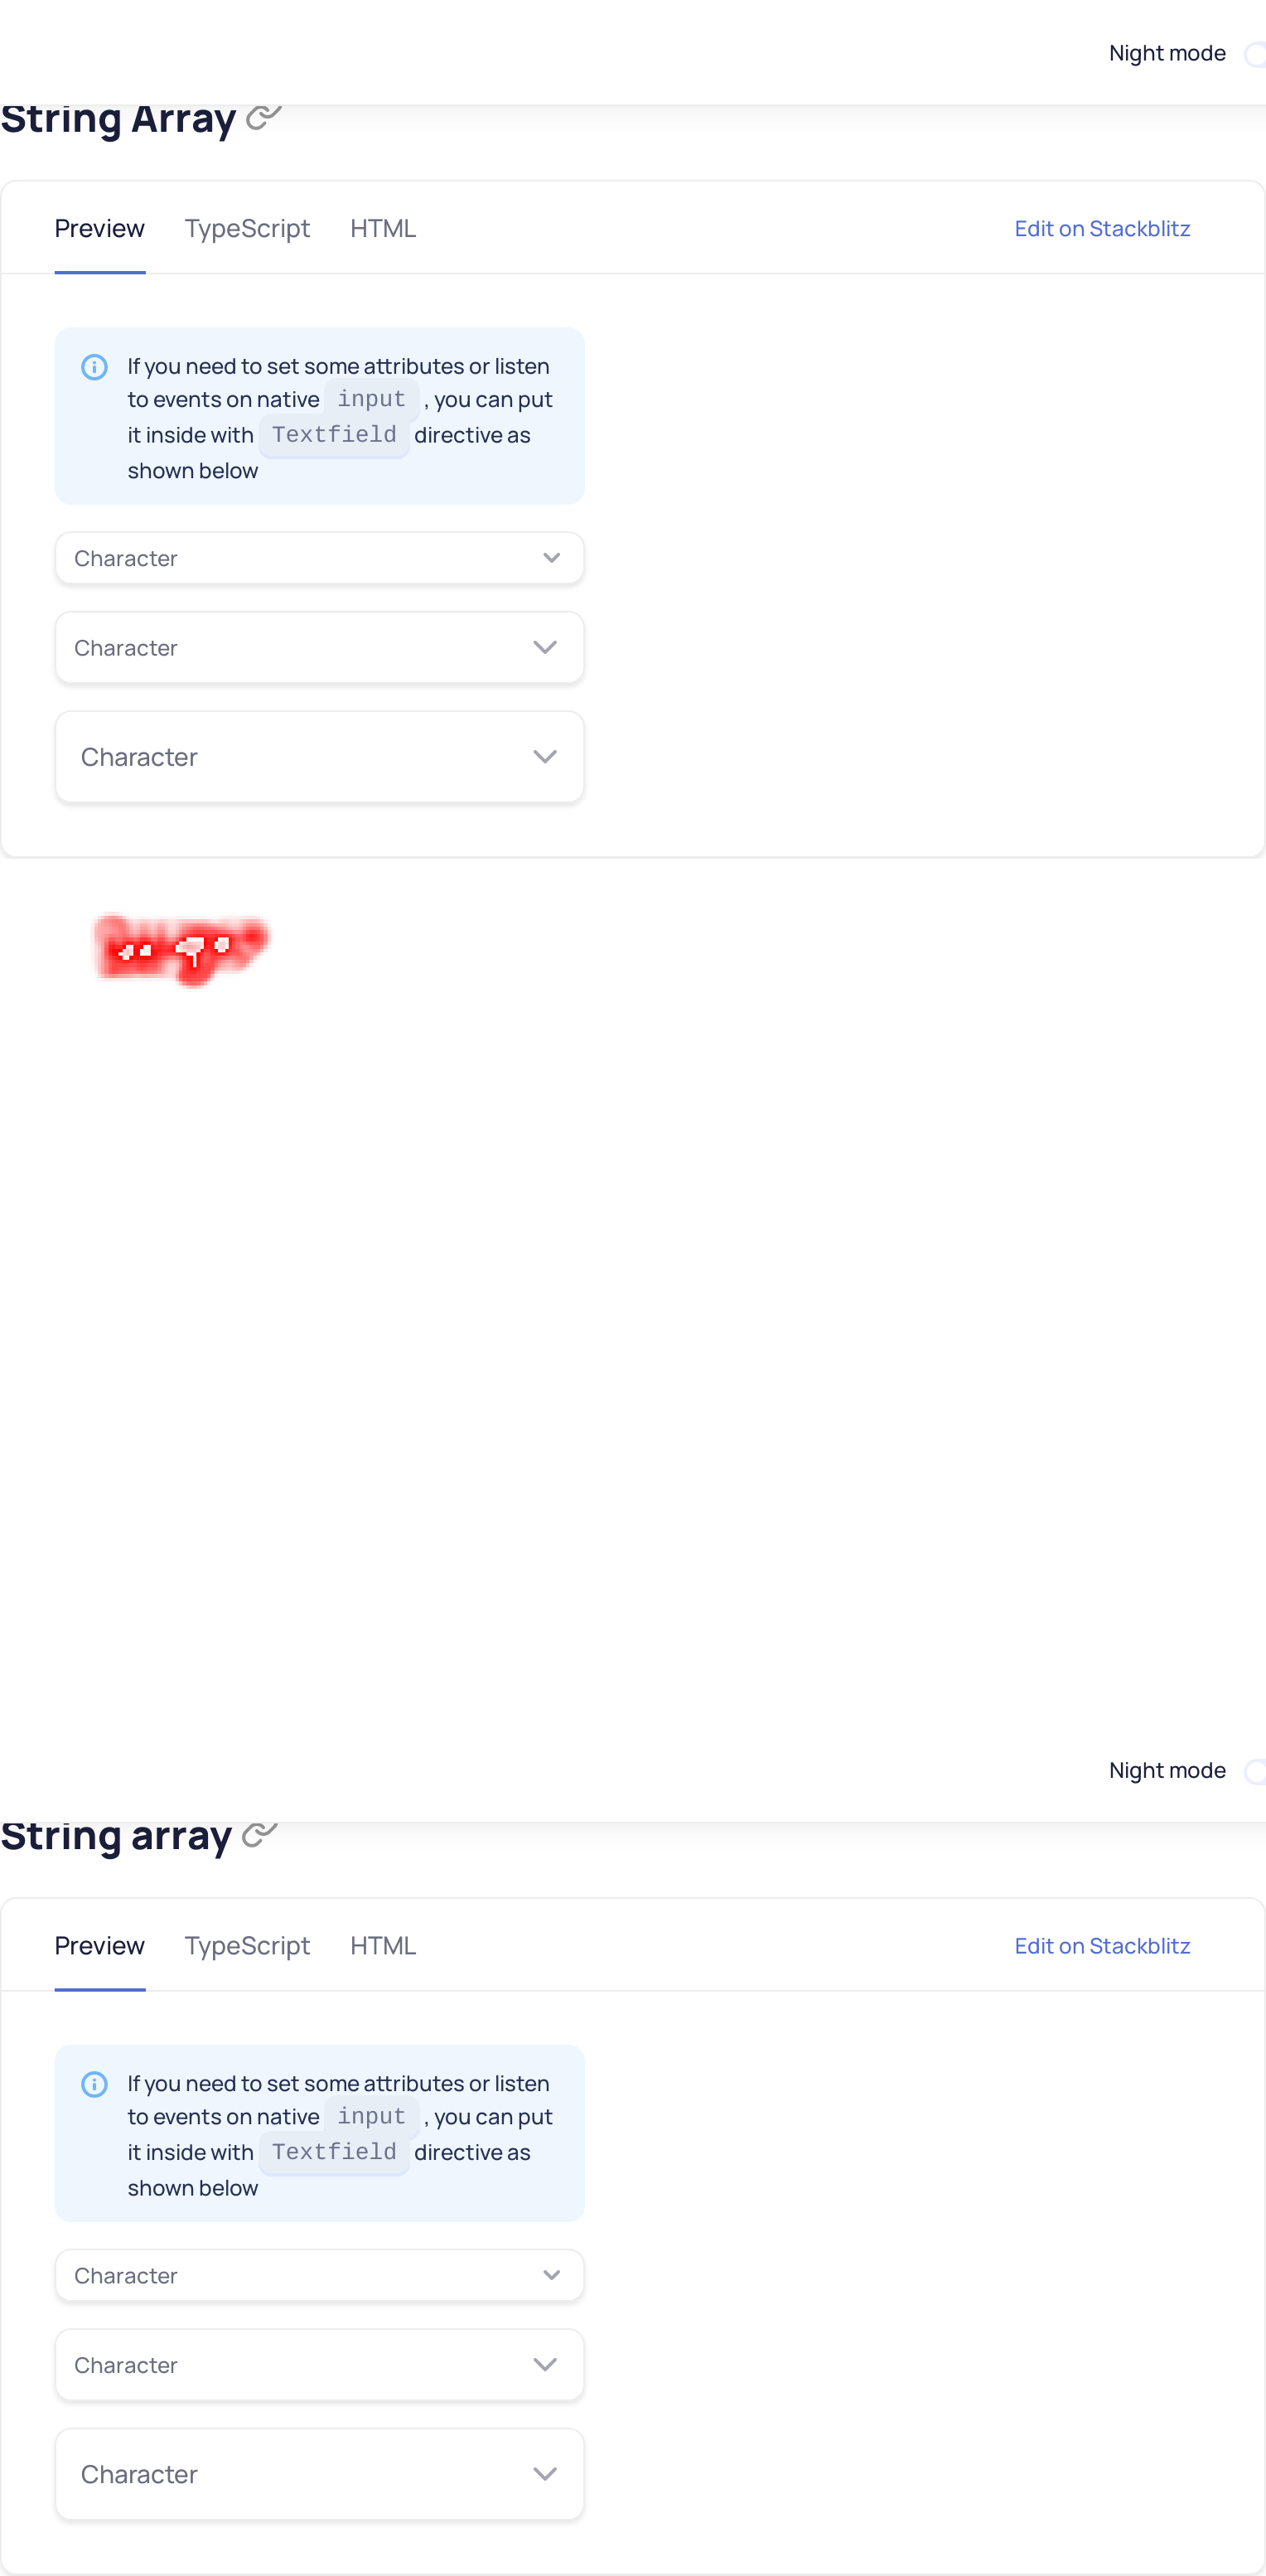 Night mode
String Array
Preview TypeScript HTML Edit on Stackblitz
If you need to set some attributes or listen
to events on native input , you can put
it inside with Textfield directive as
shown below
Character
Character
Character
Night mode
String array
Preview TypeScript HTML Edit on Stackblitz
If you need to set some attributes or listen
to events on native input , you can put
it inside with Textfield directive as
shown below
Character
Character
Character